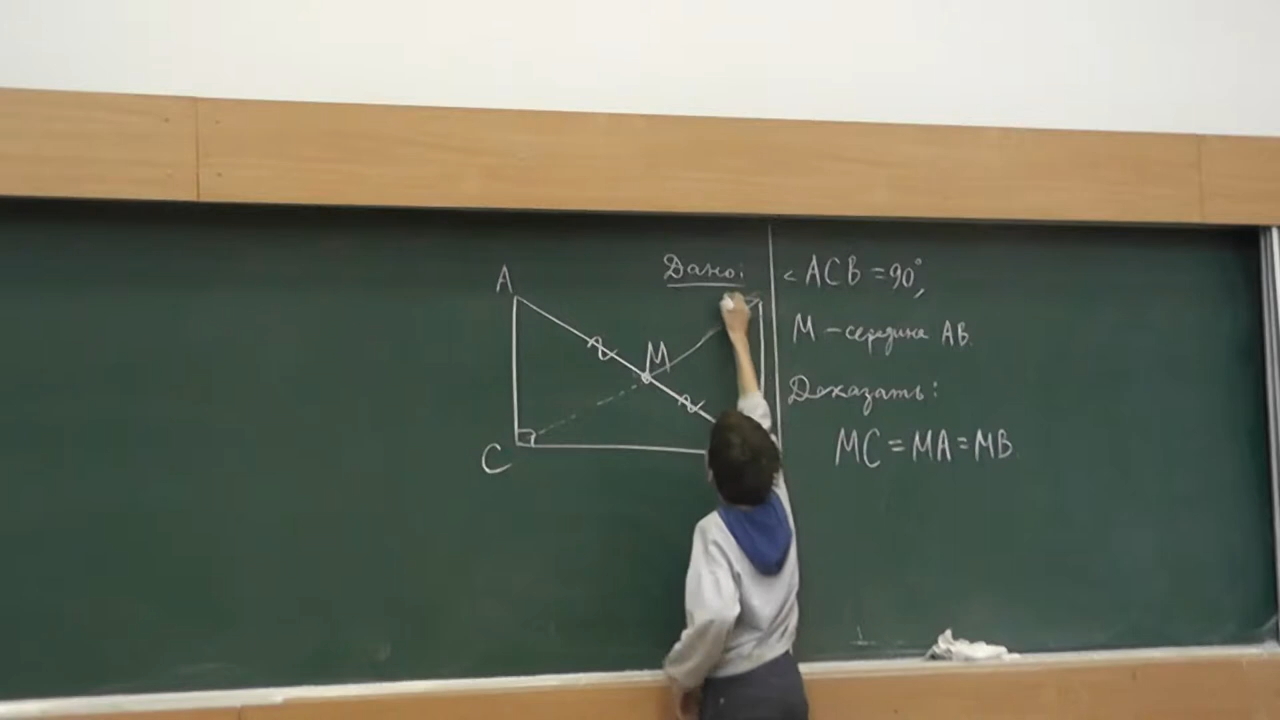 A
M
C
Дано:
< ACB = 90°,
M – середина AB.
Доказать:
MC = MA = MB